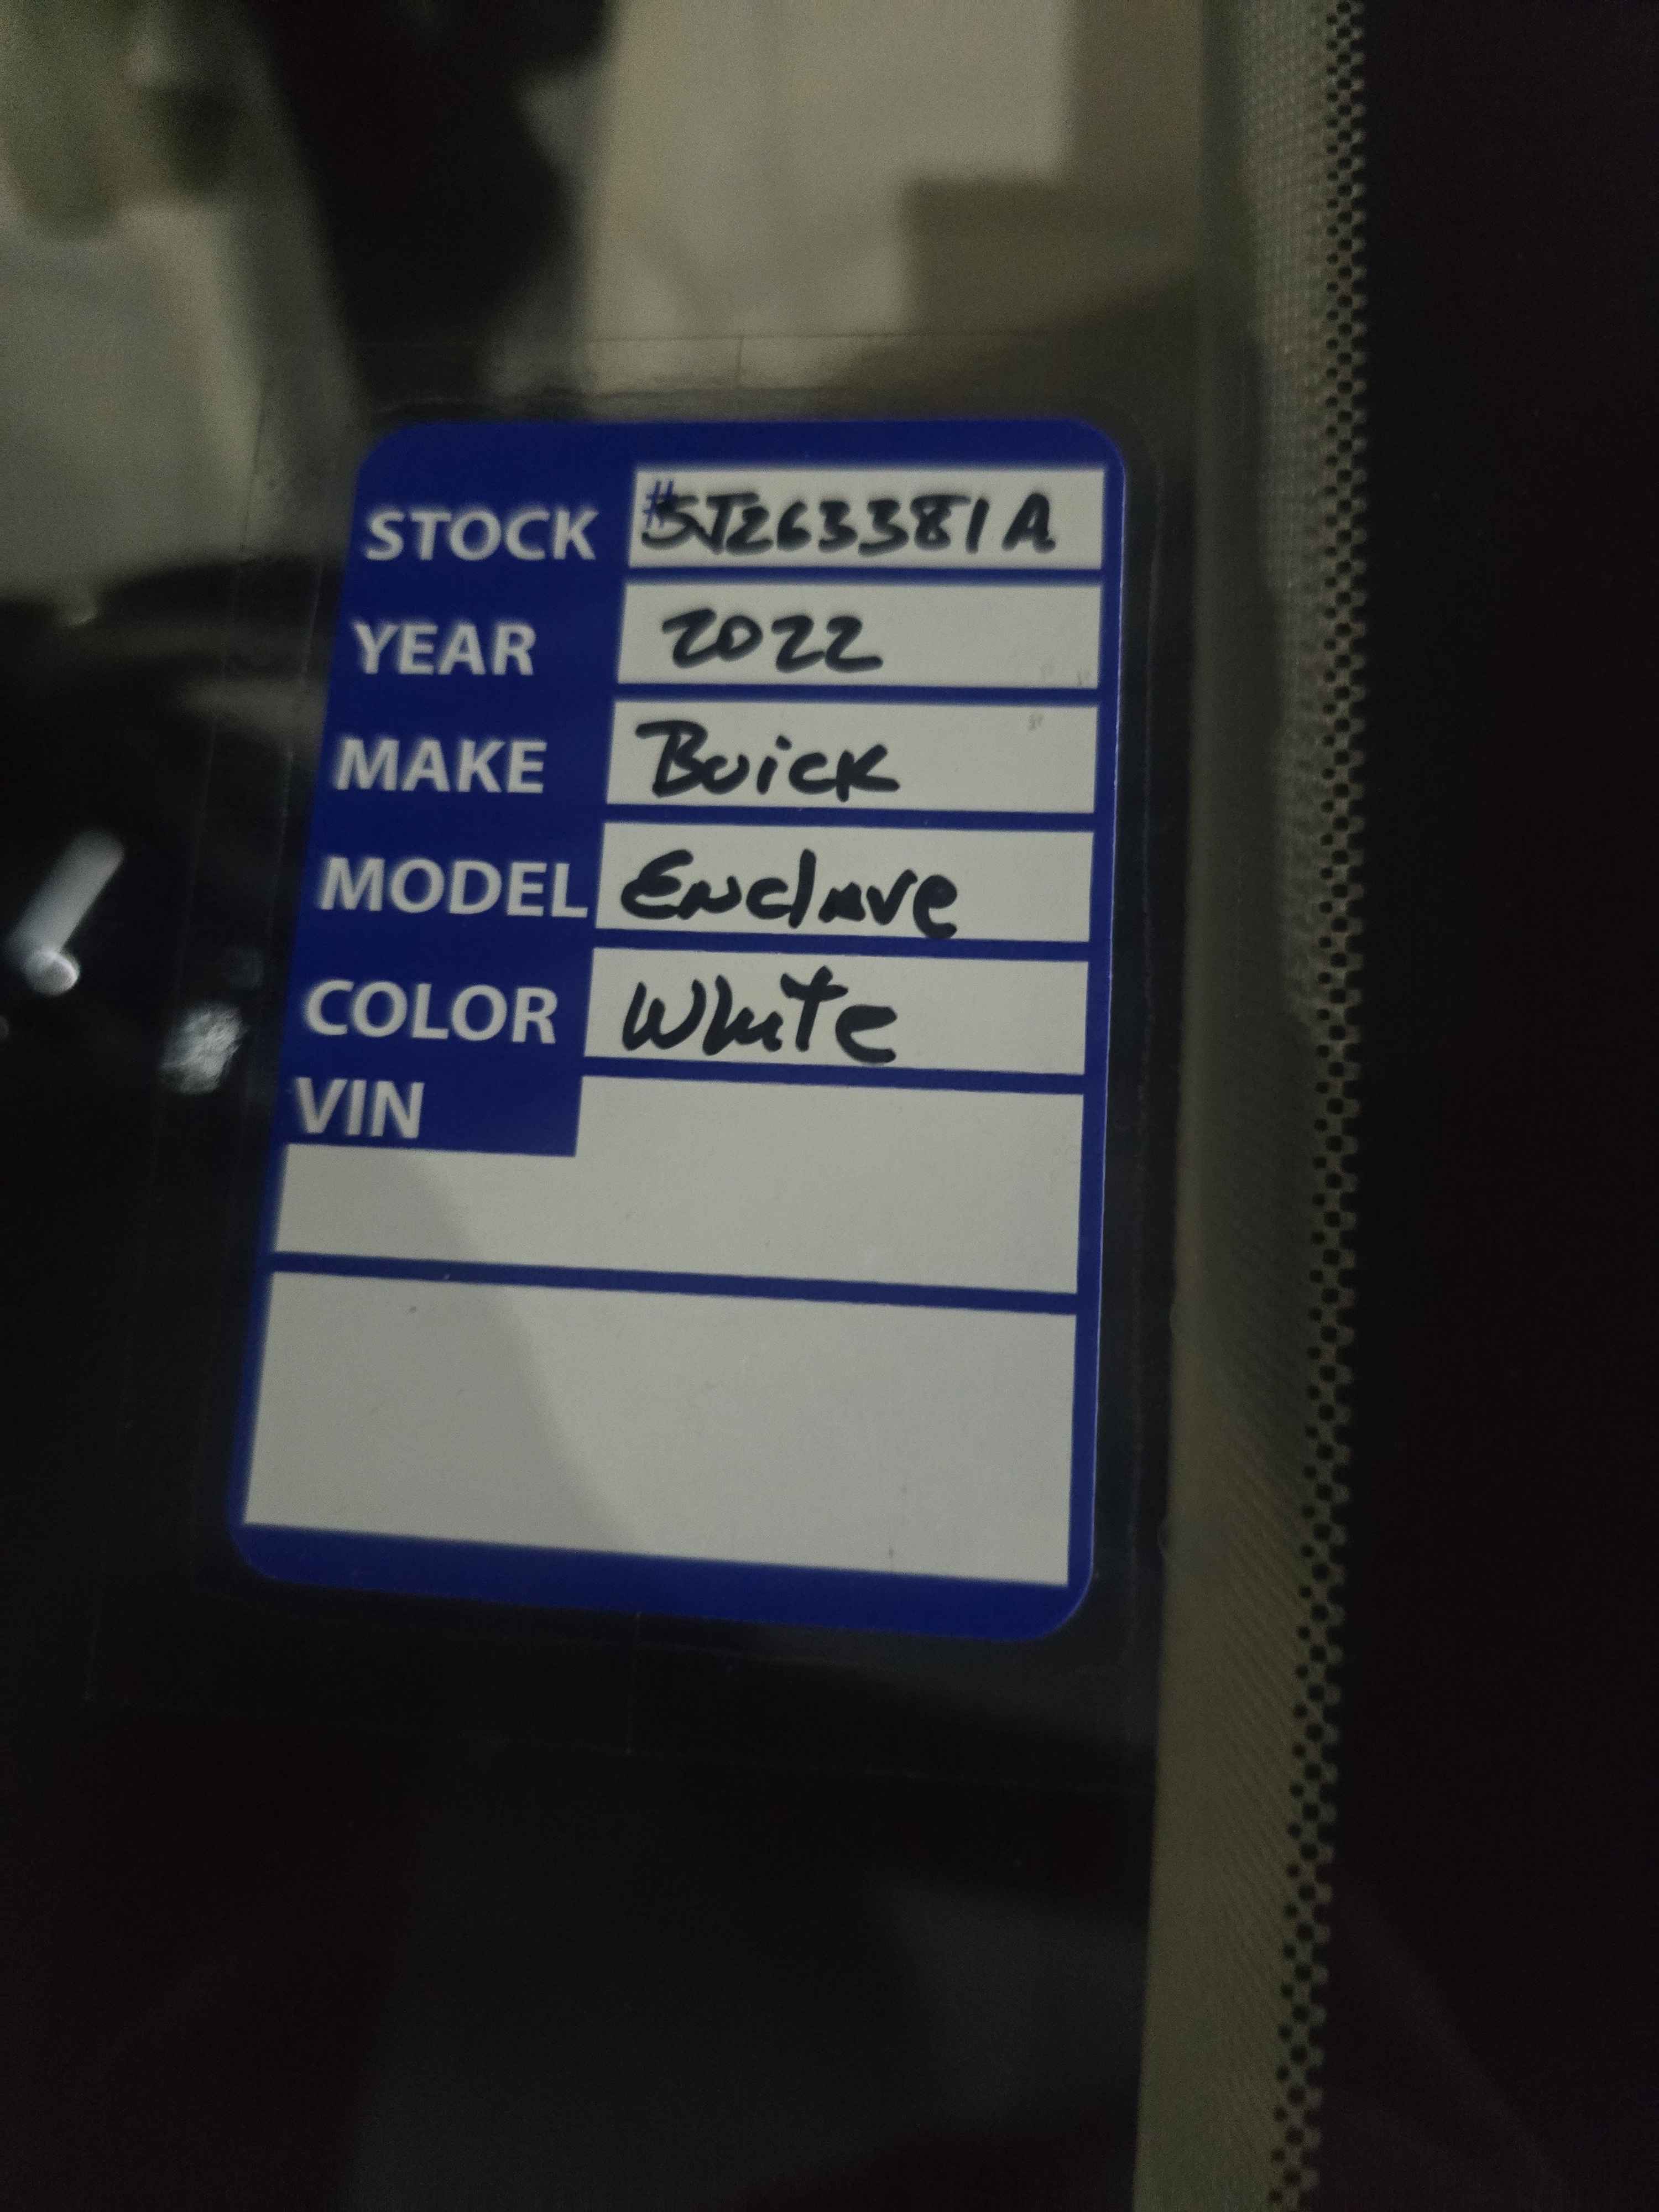 STOCK #5J263381A
YEAR 2022
MAKE Buick
MODEL Enclave
COLOR White
VIN